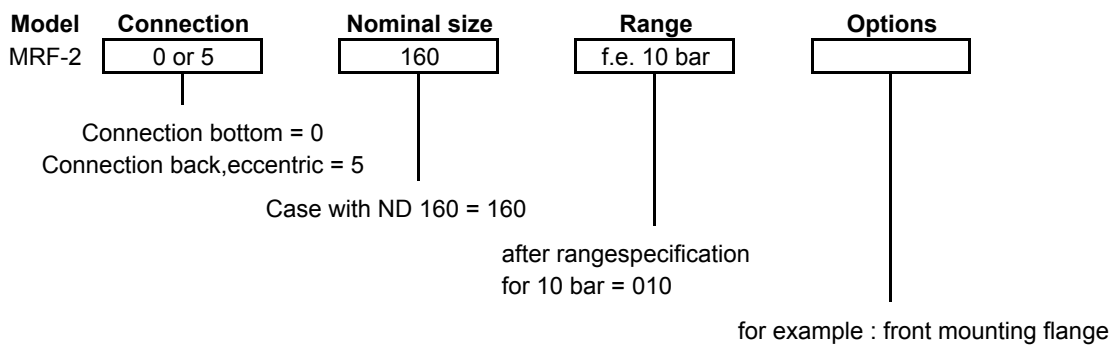 Model Connection Nominal size Range Options
MRF-2 0 or 5 160 f.e. 10 bar
Connection bottom = 0
Connection back,eccentric = 5
Case with ND 160 = 160
after rangespecification
for 10 bar = 010
for example : front mounting flange